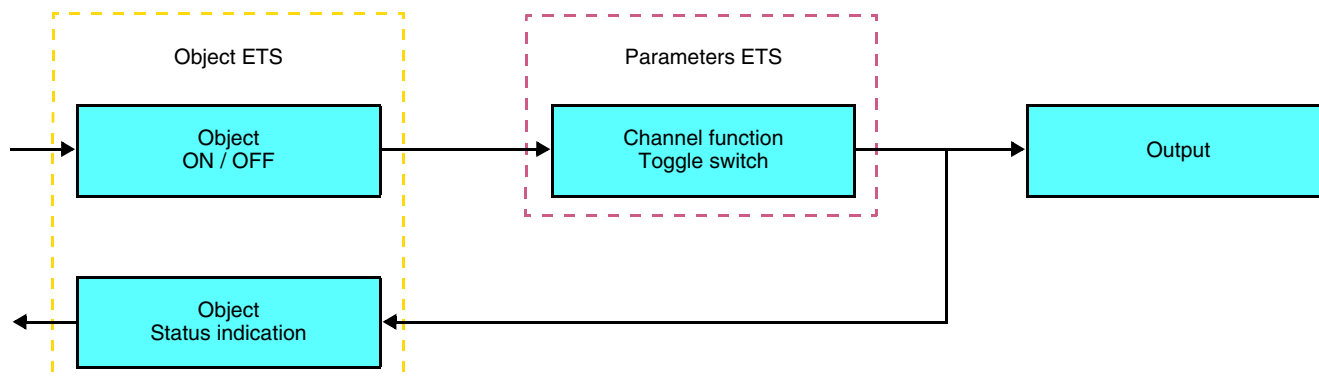 Object ETS
Parameters ETS
Object
ON / OFF
Channel function
Toggle switch
Output
Object
Status indication